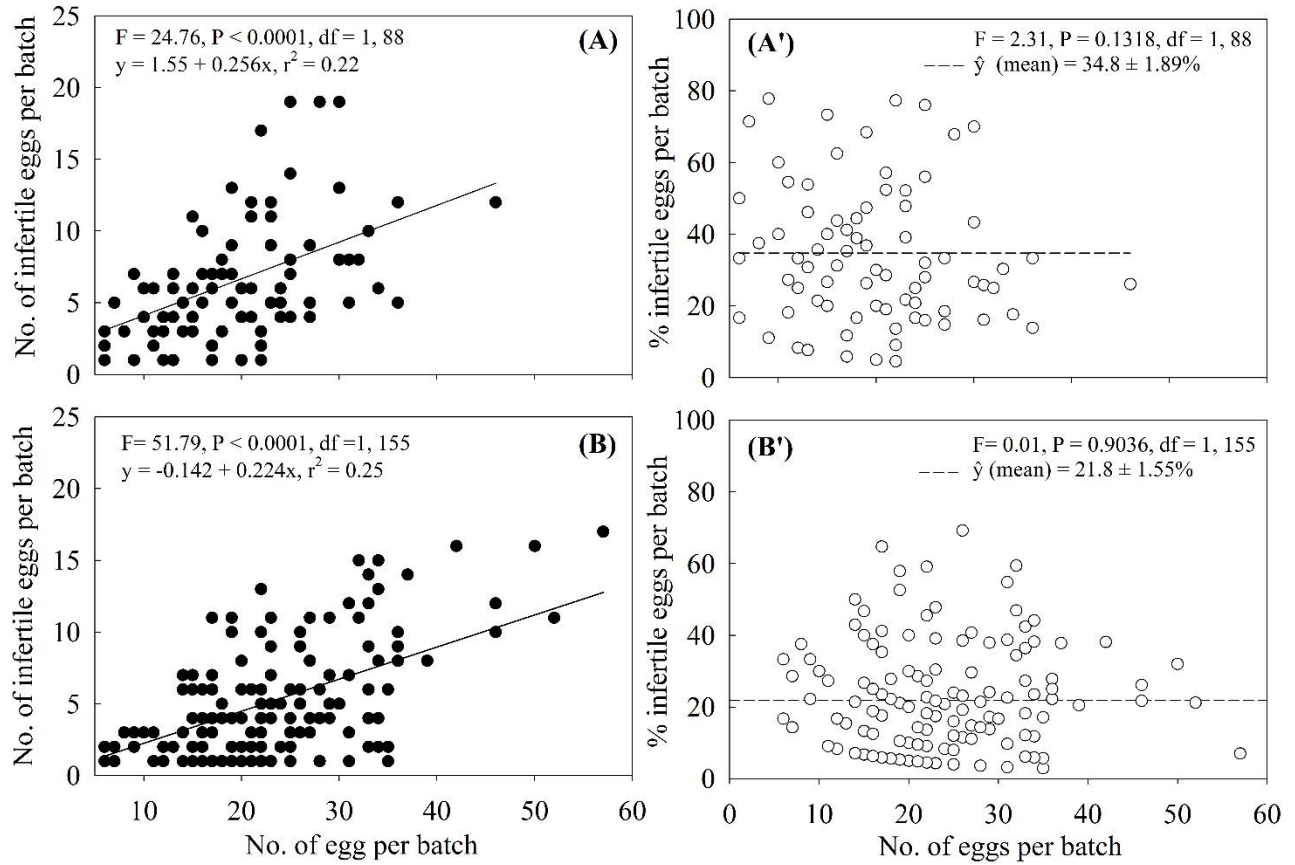 F = 24.76, P < 0.0001, df = 1, 88
(A)
y = 1.55 + 0.256x, r² = 0.22
No. of infertile eggs per batch
25
20
15
10
5
0
F = 2.31, P = 0.1318, df = 1, 88
(A')
ŷ (mean) = 34.8 ± 1.89%
% infertile eggs per batch
100
80
60
40
20
0
F= 51.79, P < 0.0001, df =1, 155
(B)
y = -0.142 + 0.224x, r² = 0.25
No. of infertile eggs per batch
25
20
15
10
5
0
10 20 30 40 50 60
No. of egg per batch
F= 0.01, P = 0.9036, df = 1, 155
(B')
ŷ (mean) = 21.8 ± 1.55%
% infertile eggs per batch
100
80
60
40
20
0
0 10 20 30 40 50 60
No. of eggs per batch